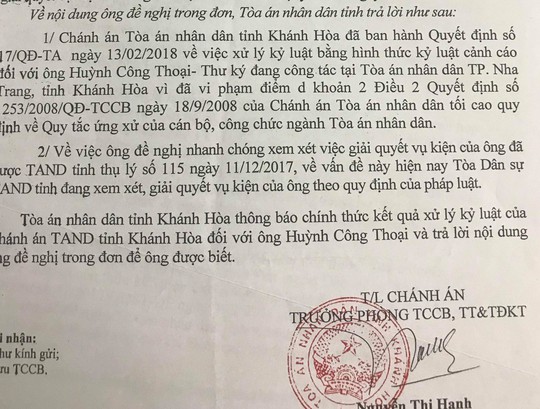 Về nội dung ông đề nghị trong đơn, Tòa án nhân dân tỉnh trả lời như sau:
1/ Chánh án Tòa án nhân dân tỉnh Khánh Hòa đã ban hành Quyết định số
17/QĐ-TA ngày 13/02/2018 về việc xử lý kỷ luật bằng hình thức kỷ luật cảnh cáo
đối với ông Huỳnh Công Thoại- Thư ký đang công tác tại Tòa án nhân dân TP. Nha
Trang, tỉnh Khánh Hòa vì đã vi phạm điểm d khoản 2 Điều 2 Quyết định số
1253/2008/QĐ-TCCB ngày 18/9/2008 của Chánh án Tòa án nhân dân tối cao quy
định về Quy tắc ứng xử của cán bộ, công chức ngành Tòa án nhân dân.
2/ Về việc ông đề nghị nhanh chóng xem xét việc giải quyết vụ kiện của ông đã
được TAND tỉnh thụ lý số 115 ngày 11/12/2017, về vấn đề này hiện nay Tòa Dân sự
TAND tỉnh đang xem xét, giải quyết vụ kiện của ông theo quy định của pháp luật.
Tòa án nhân dân tỉnh Khánh Hòa thông báo chính thức kết quả xử lý kỷ luật của
Chánh án TAND tỉnh Khánh Hòa đối với ông Huỳnh Công Thoại và trả lời nội dung
ông đề nghị trong đơn để ông được biết.
T/L CHÁNH ÁN
TRƯỞNG PHÒNG TCCB, TT&TĐKT
i nhận:
hư kính gửi;
ưu TCCB.
TÒA ÁN NHÂN DÂN TỈNH KHÁNH HÒA
Nguyễn Thị Hạnh